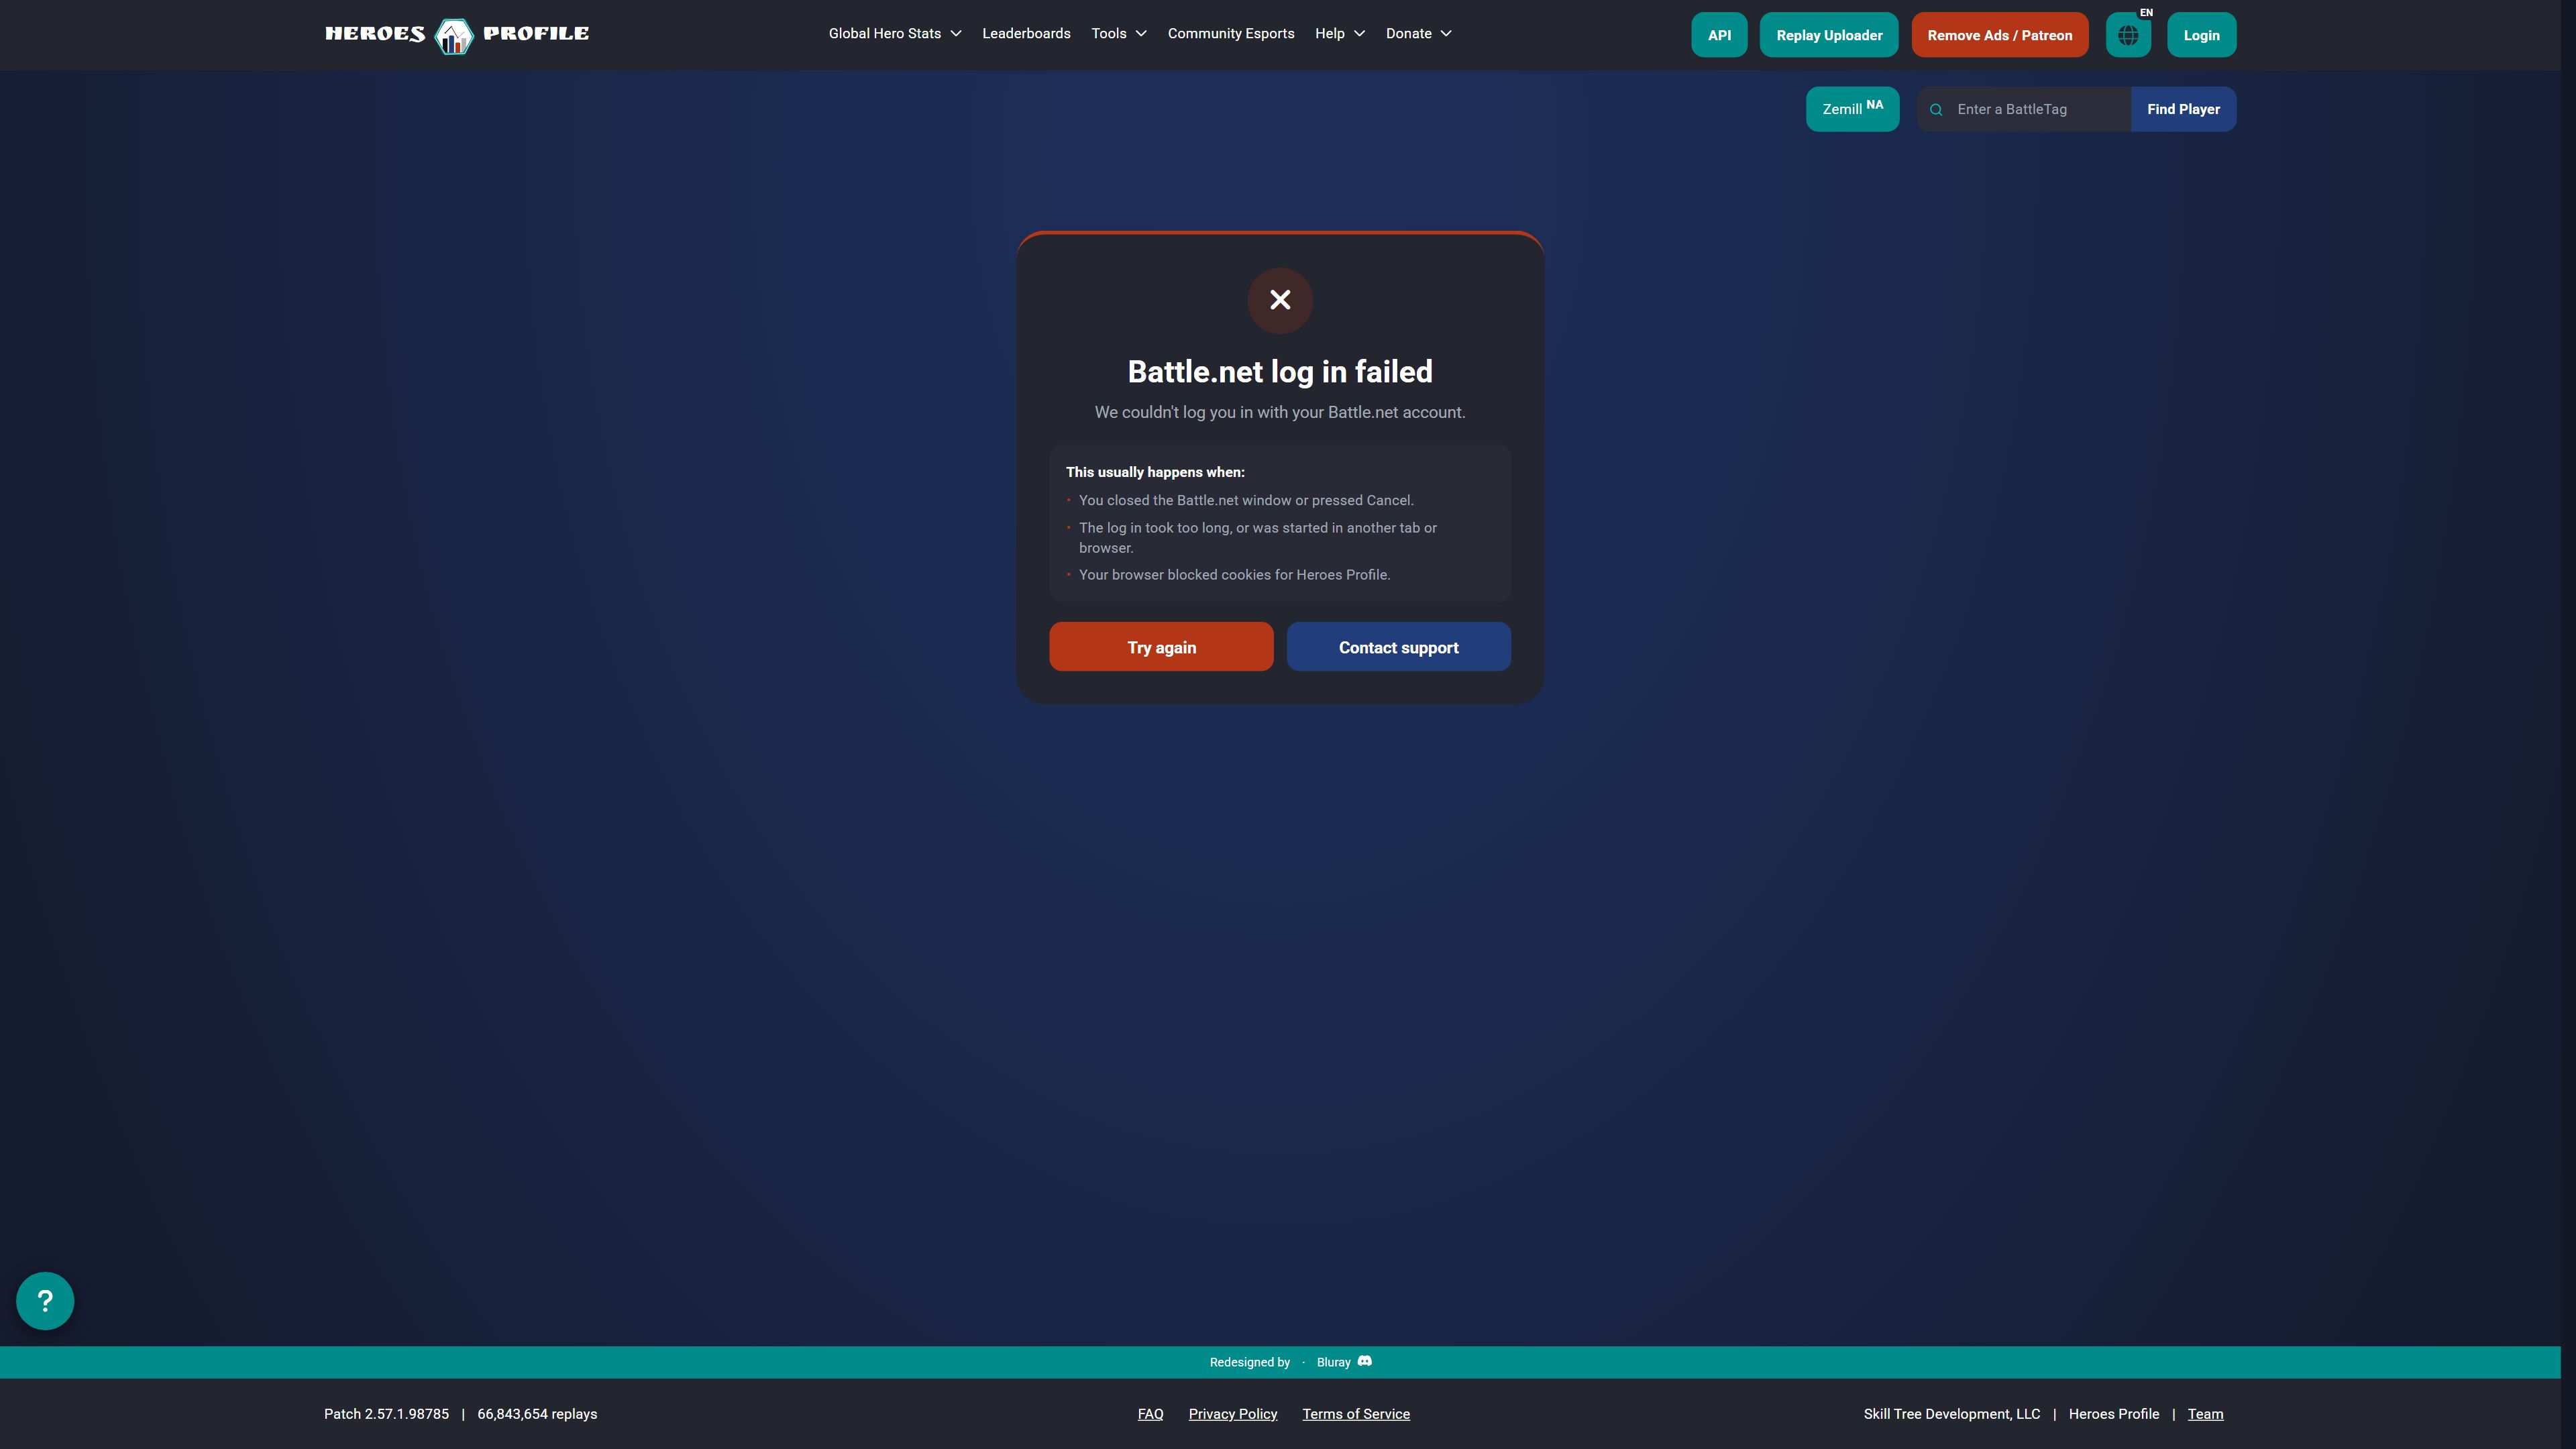 HEROES PROFILE
Global Hero Stats
Leaderboards
Tools
Community Esports
Help
Donate
API
Replay Uploader
Remove Ads / Patreon
EN
Login
Zemill NA
Enter a BattleTag
Find Player
Battle.net log in failed
We couldn't log you in with your Battle.net account.
This usually happens when:
• You closed the Battle.net window or pressed Cancel.
• The log in took too long, or was started in another tab or
browser.
• Your browser blocked cookies for Heroes Profile.
Try again
Contact support
?
Redesigned by · Bluray
Patch 2.57.1.98785 | 66,843,654 replays
FAQ
Privacy Policy
Terms of Service
Skill Tree Development, LLC | Heroes Profile | Team